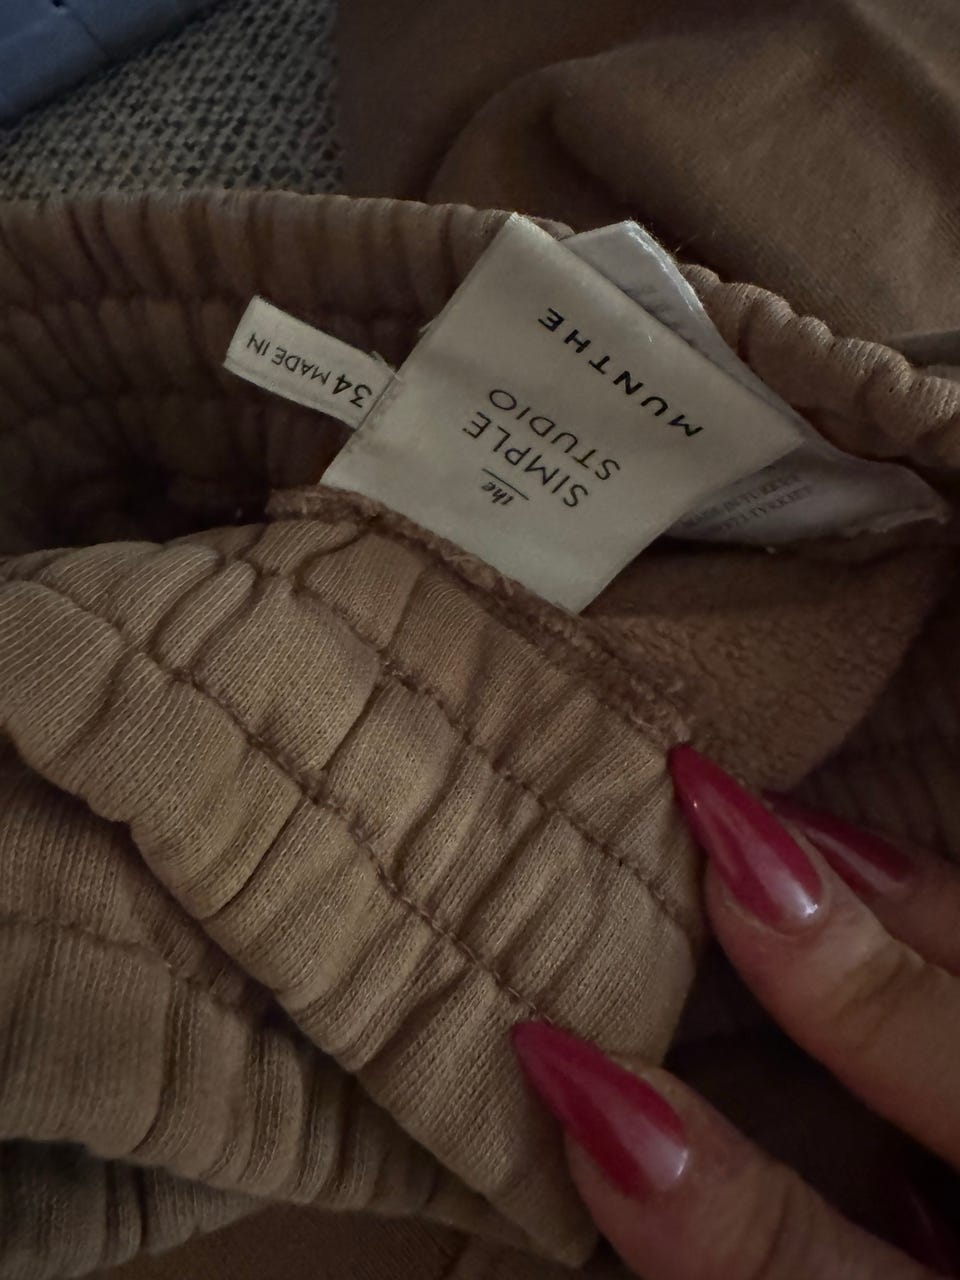 MUNTHE
the
SIMPLE
STUDIO
34 MADE IN